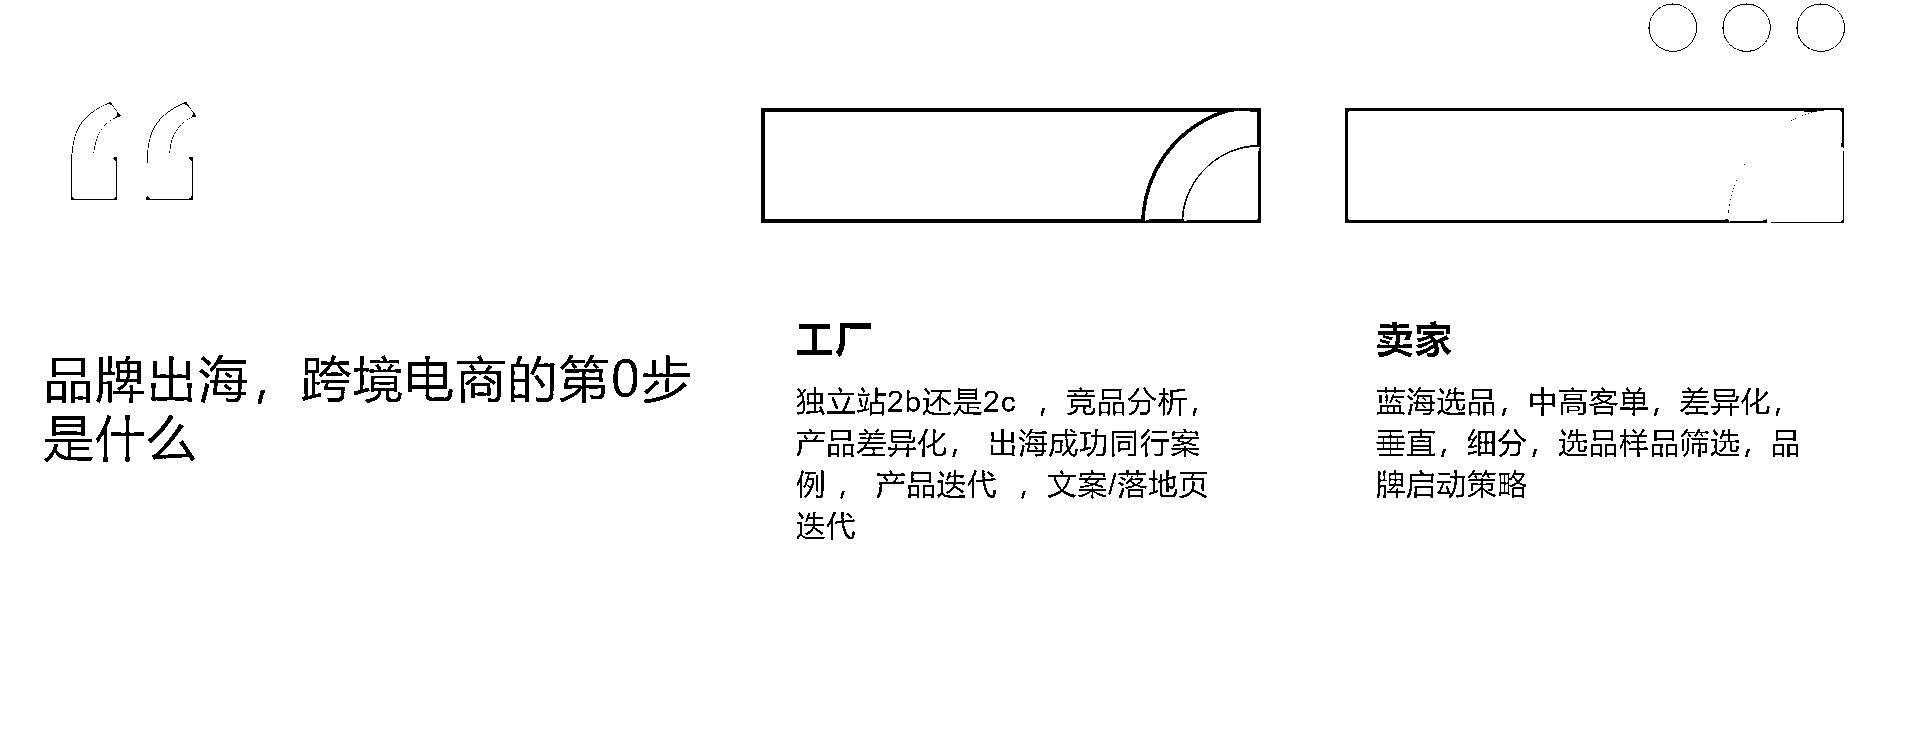 品牌出海，跨境电商的第0步
是什么
工厂
独立站2b还是2c ，竞品分析，
产品差异化， 出海成功同行案
例， 产品迭代 ，文案/落地页
迭代
卖家
蓝海选品，中高客单，差异化，
垂直，细分，选品样品筛选，品
牌启动策略